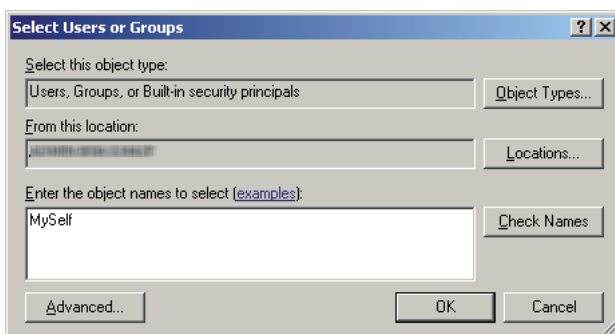 Select Users or Groups
Select this object type:
Users, Groups, or Built-in security principals
Object Types...
From this location:
Locations...
Enter the object names to select (examples):
MySelf
Check Names
Advanced...
OK
Cancel